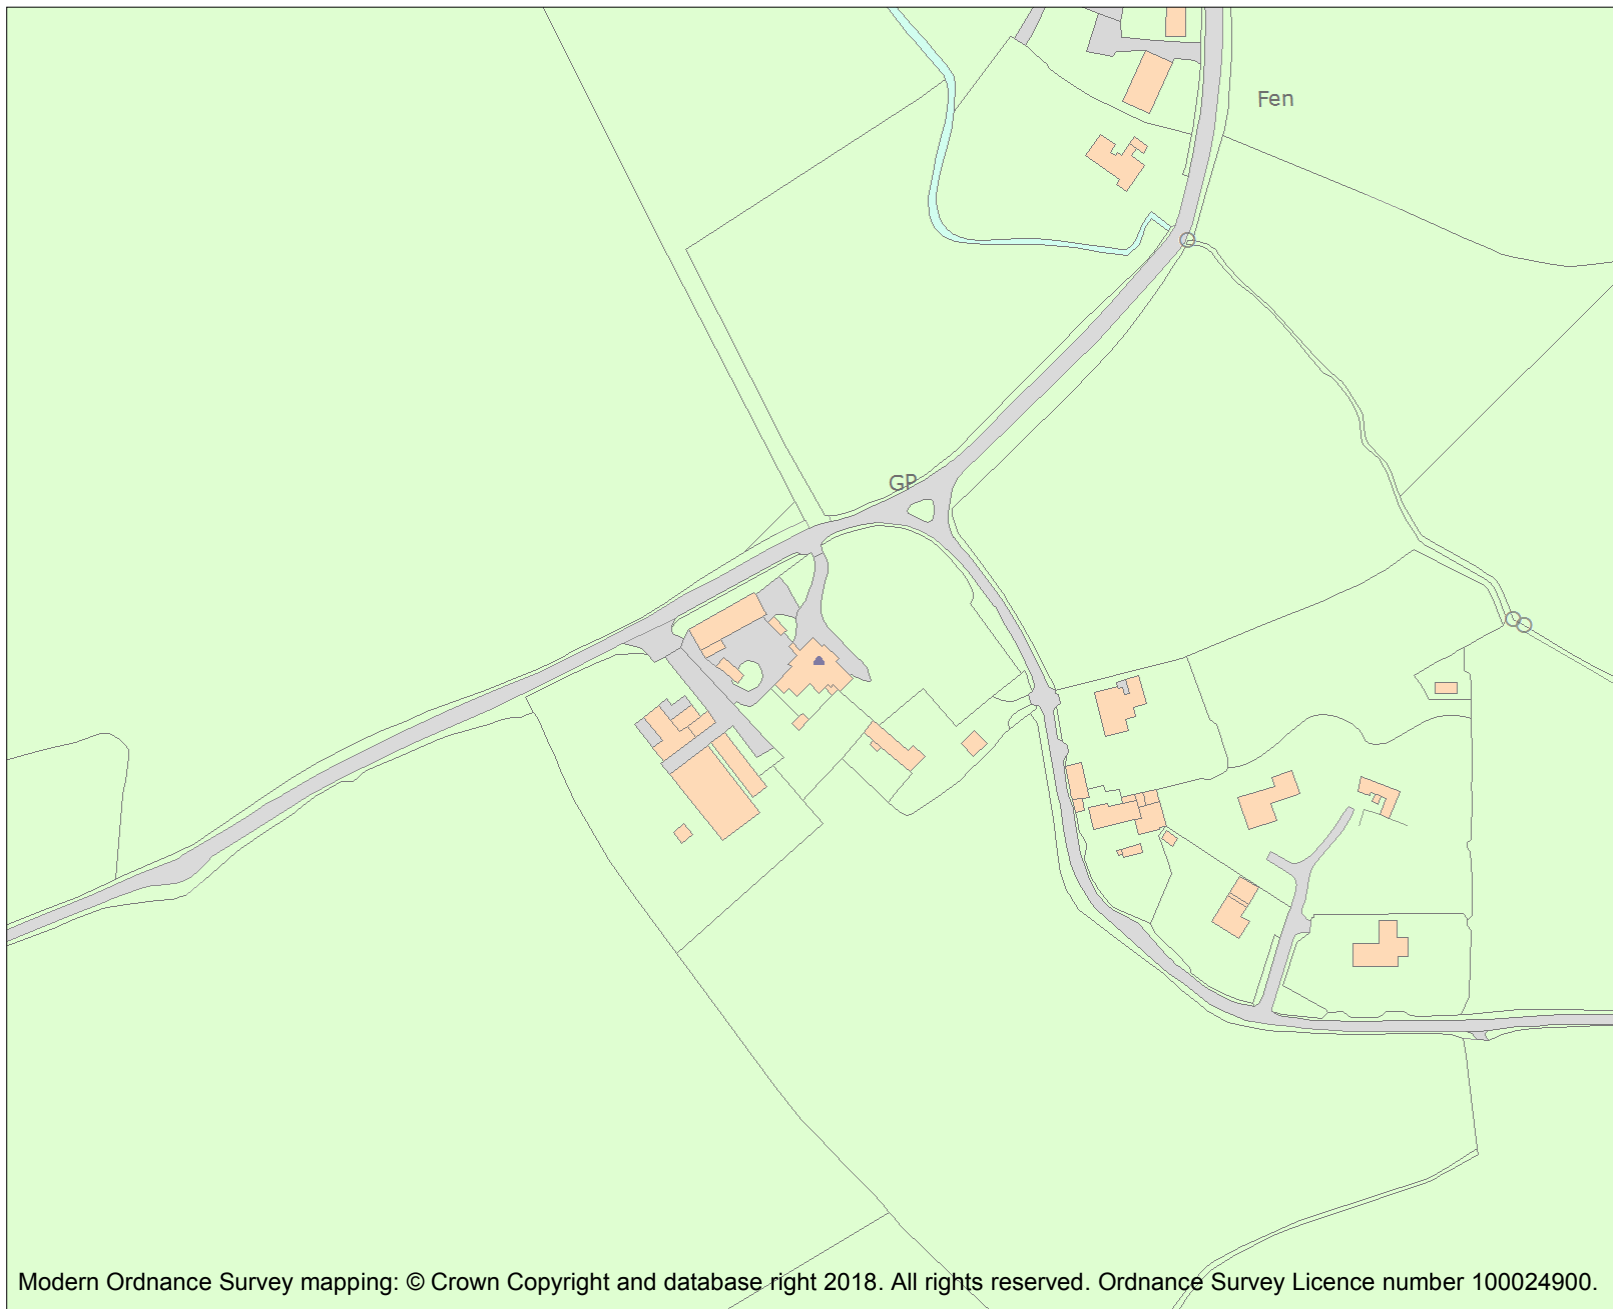 Fen
GP
Modern Ordnance Survey mapping: © Crown Copyright and database right 2018. All rights reserved. Ordnance Survey Licence number 100024900.